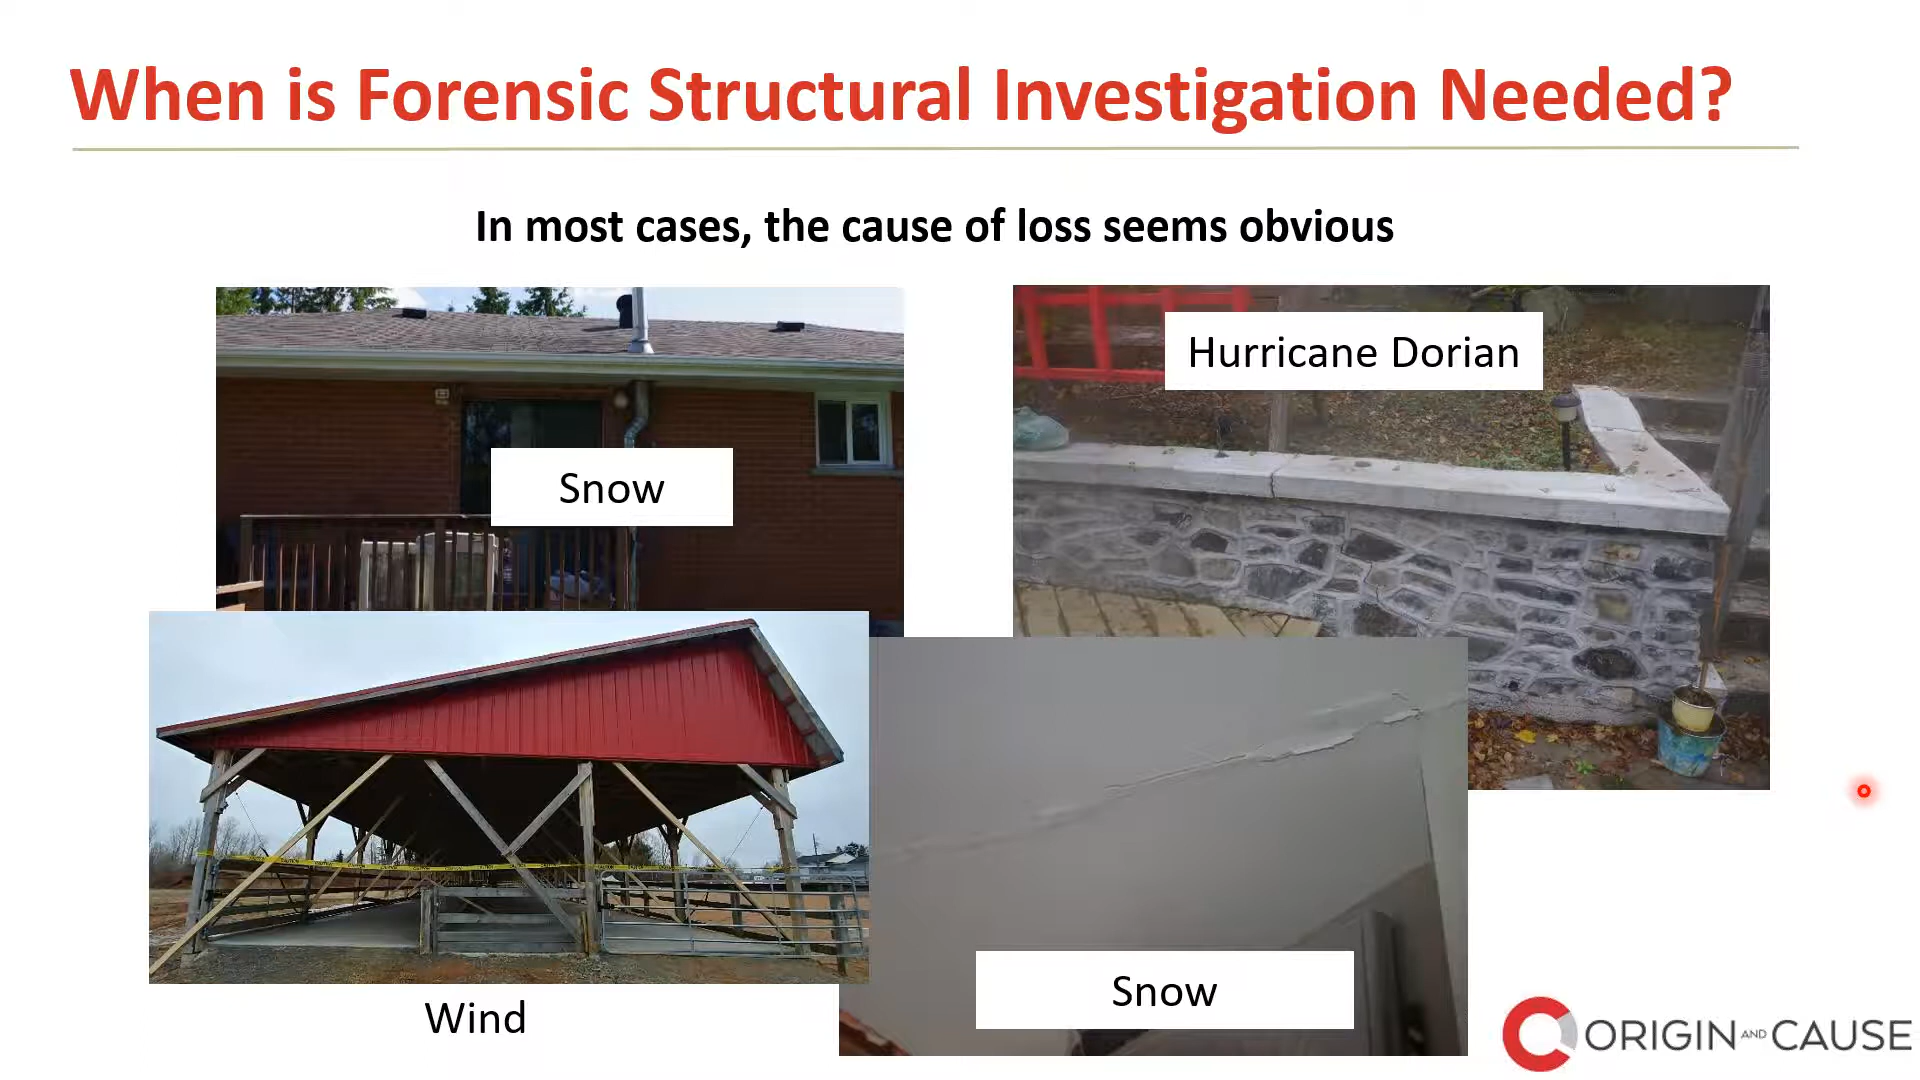 When is Forensic Structural Investigation Needed?
In most cases, the cause of loss seems obvious
Hurricane Dorian
Snow
Wind
Snow
ORIGIN AND CAUSE